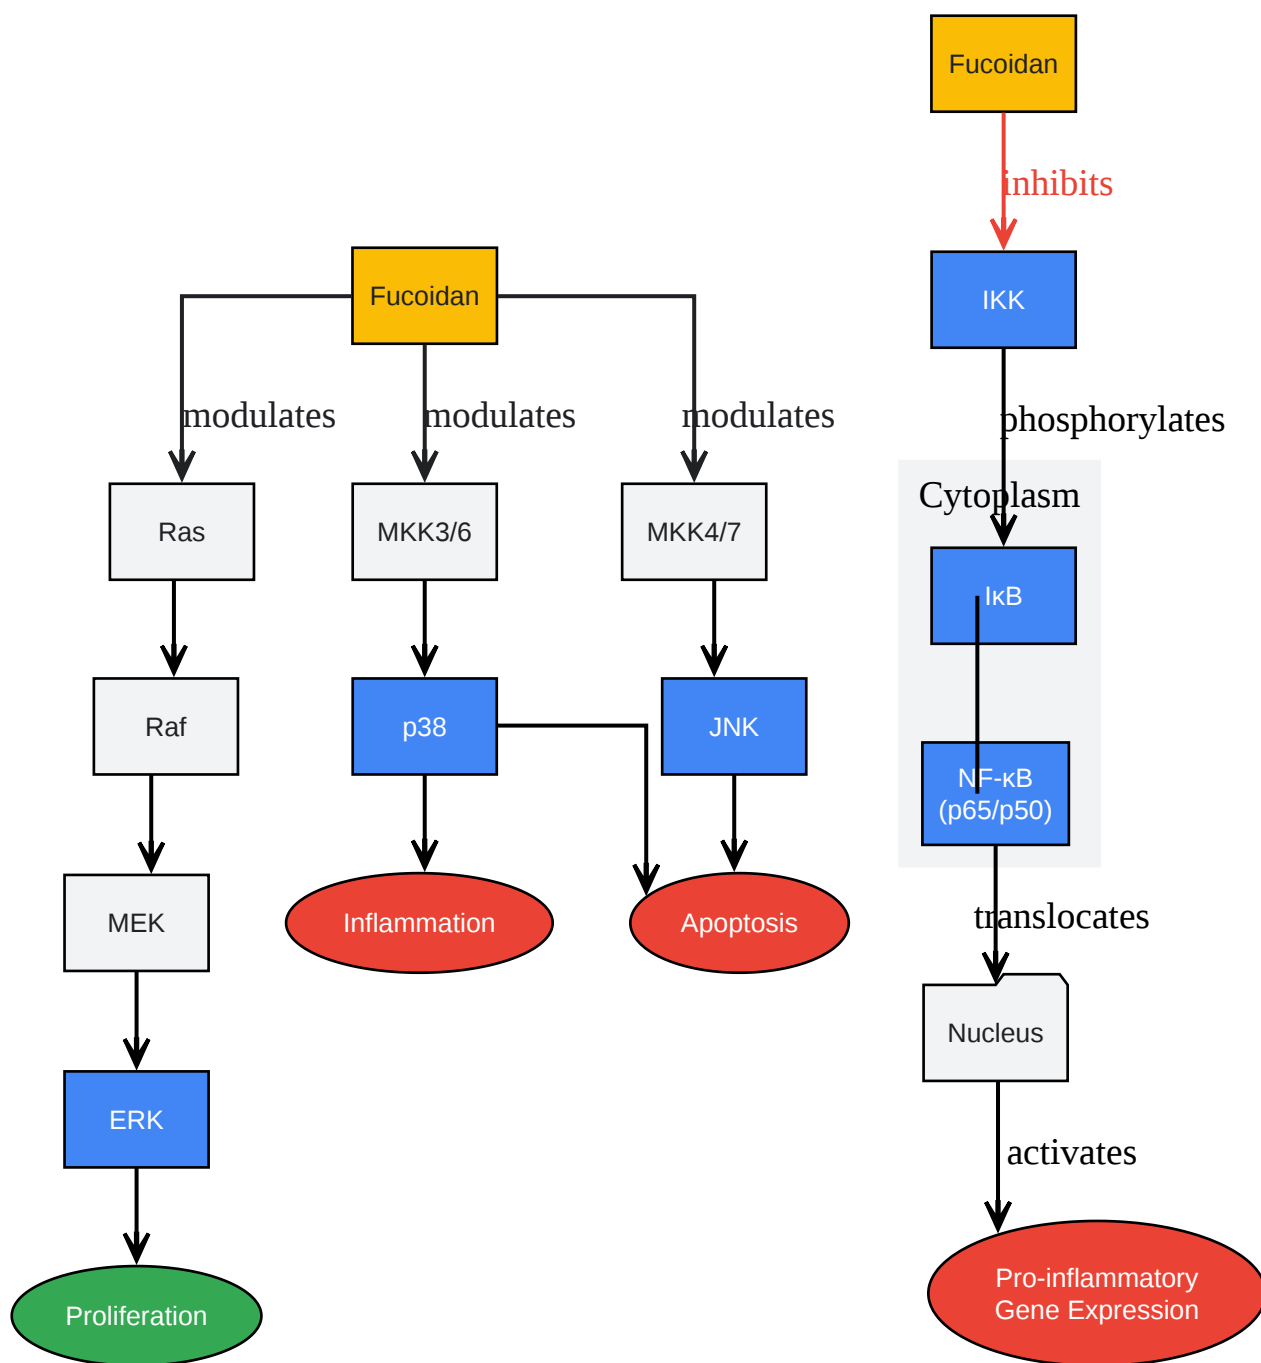 Fucoidan
inhibits
Fucoidan
IKK
modulates
modulates
modulates
phosphorylates
Cytoplasm
Ras
MKK3/6
MKK4/7
IκB
Raf
p38
JNK
NF-κB
(p65/p50)
MEK
Inflammation
Apoptosis
translocates
Nucleus
ERK
activates
Proliferation
Pro-inflammatory
Gene Expression